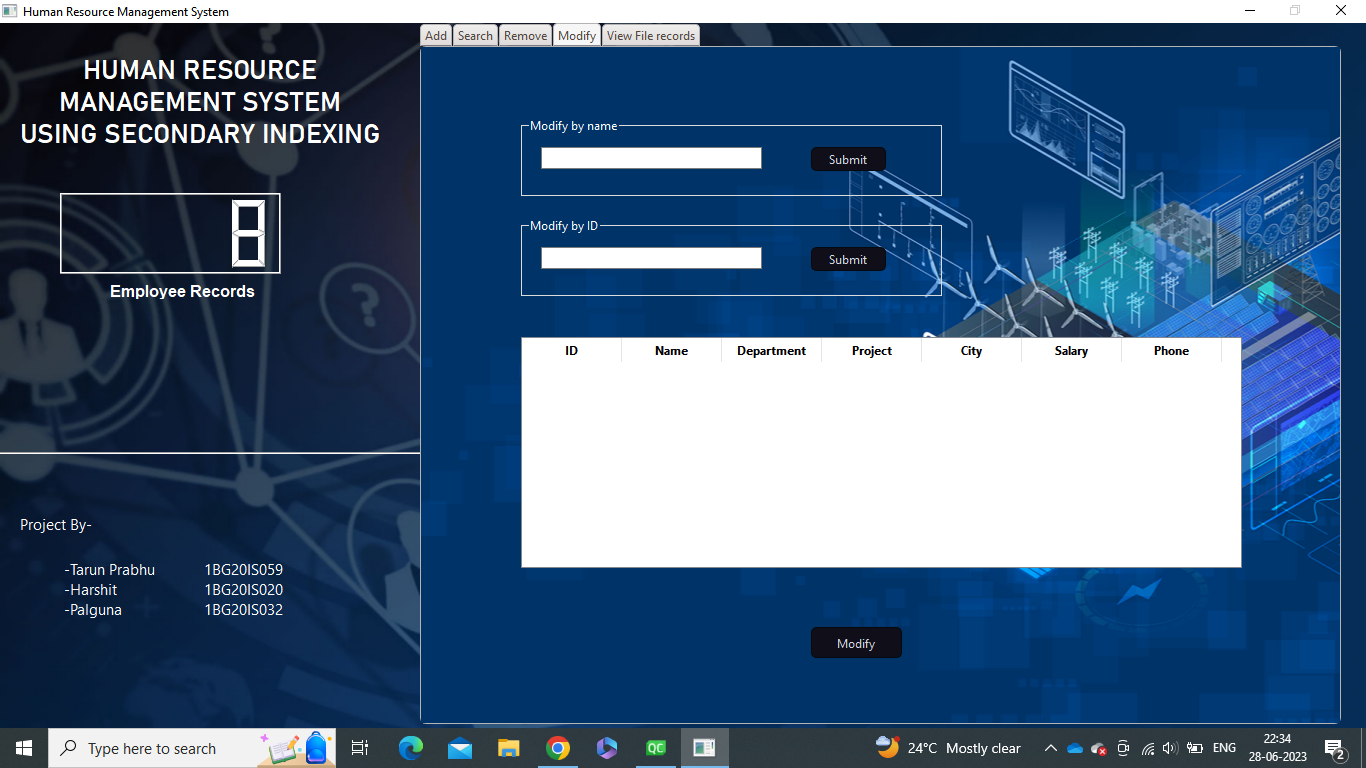 Human Resource Management System
Add
Search
Remove
Modify
View File records
HUMAN RESOURCE
MANAGEMENT SYSTEM
USING SECONDARY INDEXING
8
Employee Records
Project By-
-Tarun Prabhu 1BG20IS059
-Harshit 1BG20IS020
-Palguna 1BG20IS032
Modify by name
Submit
Modify by ID
Submit
ID Name Department Project City Salary Phone
Modify
Type here to search
QC
24°C Mostly clear
ENG
22:34
28-06-2023
2